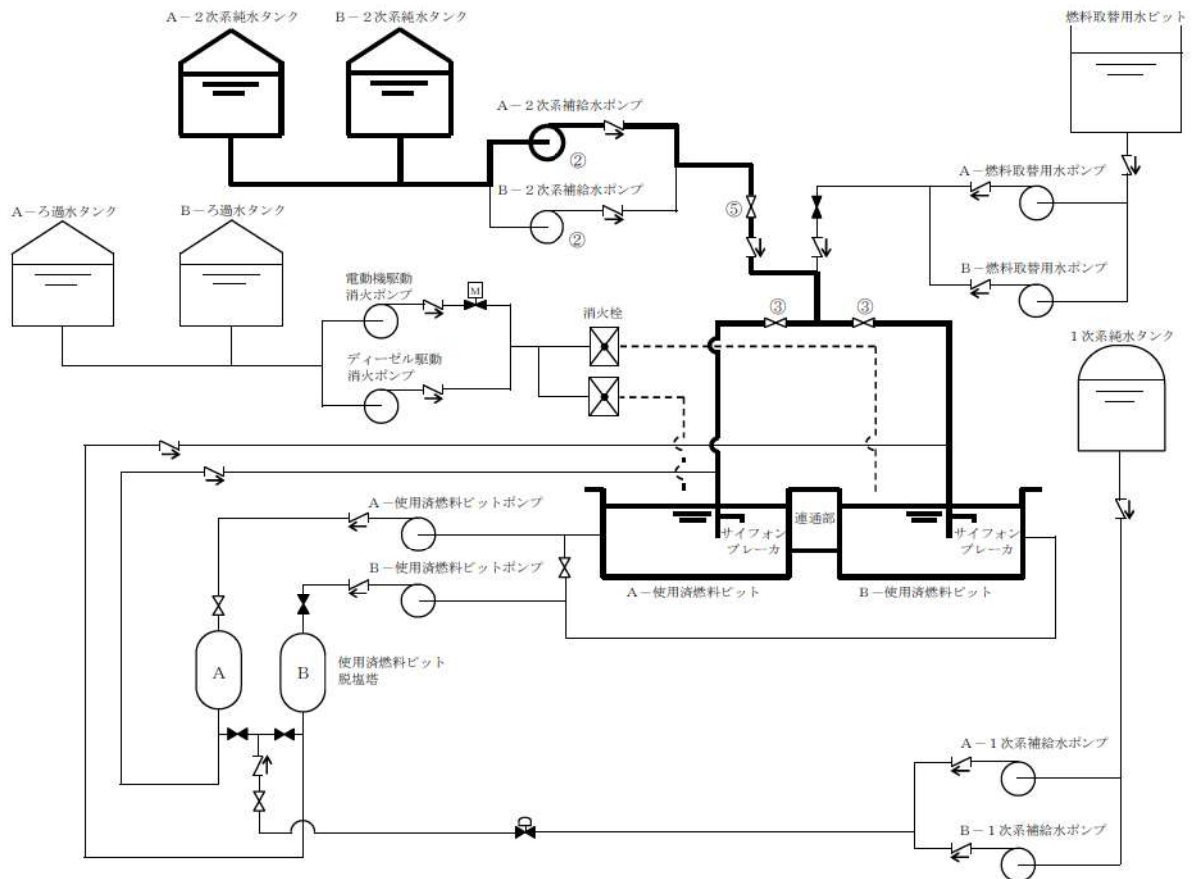 A－２次系純水タンク
B－２次系純水タンク
燃料取替用水ピット
A－２次系補給水ポンプ
②
B－２次系補給水ポンプ
②
⑤
A－燃料取替用水ポンプ
B－燃料取替用水ポンプ
A－ろ過水タンク
B－ろ過水タンク
電動機駆動
消火ポンプ
M
ディーゼル駆動
消火ポンプ
消火栓
③
③
１次系純水タンク
A－使用済燃料ピットポンプ
B－使用済燃料ピットポンプ
サイフォン
ブレーカ
連通部
サイフォン
ブレーカ
A－使用済燃料ピット
B－使用済燃料ピット
A
B
使用済燃料ピット
脱塩塔
A－１次系補給水ポンプ
B－１次系補給水ポンプ